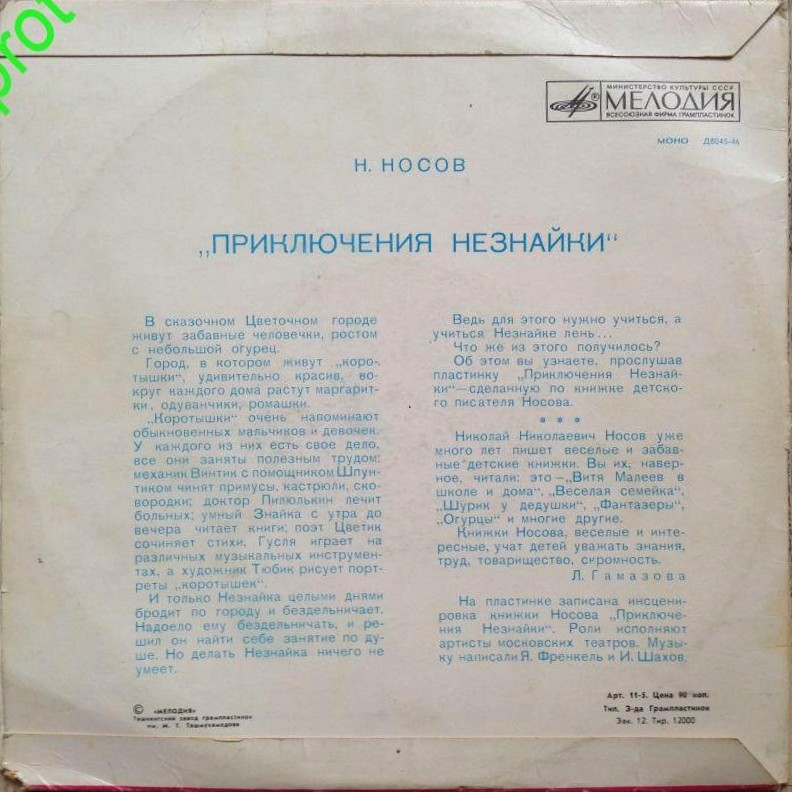 prot
МИНИСТЕРСТВО КУЛЬТУРЫ СССР
МЕЛОДИЯ
ВСЕСОЮЗНАЯ ФИРМА ГРАМПЛАСТИНОК
МОНО Д8045-46
Н. НОСОВ
„ПРИКЛЮЧЕНИЯ НЕЗНАЙКИ“
В сказочном Цветочном городе
живут забавные человечки, ростом
с небольшой огурец.
Город, в котором живут „коро-
тышки“, удивительно красив, во-
круг каждого дома растут маргарит-
ки, одуванчики, ромашки.
„Коротышки“ очень напоминают
обыкновенных мальчиков и девочек.
У каждого из них есть свое дело,
все они заняты полезным трудом;
механик Винтик с помощником Шпун-
тиком чинят примусы, кастрюли, ско-
вородки; доктор Пилюлькин лечит
больных; умный Знайка с утра до
вечера читает книги; поэт Цветик
сочиняет стихи, Гусля играет на
различных музыкальных инструмен-
тах, а художник Тюбик рисует порт-
реты „коротышек“.
И только Незнайка целыми днями
бродит по городу и бездельничает.
Надоело ему бездельничать, и ре-
шил он найти себе занятие по ду-
ше. Но делать Незнайка ничего не
умеет.
Ведь для этого нужно учиться, а
учиться Незнайке лень...
Что же из этого получилось?
Об этом вы узнаете, прослушав
пластинку „Приключения Незнай-
ки“—сделанную по книжке детско-
го писателя Носова.
* * *
Николай Николаевич Носов уже
много лет пишет веселые и забав-
ные детские книжки. Вы их, навер-
ное, читали: это—„Витя Малеев в
школе и дома“, „Веселая семейка“,
„Шурик у дедушки“, „Фантазеры“,
„Огурцы“ и многие другие.
Книжки Носова, веселые и инте-
ресные, учат детей уважать знания,
труд, товарищество, скромность.
Л. Гамазова
На пластинке записана инсцени-
ровка книжки Носова „Приключе-
ния Незнайки“. Роли исполняют
артисты московских театров. Музы-
ку написали Я. Френкель и И. Шахов.
© «МЕЛОДИЯ»
Ташкентский завод грампластинок
им. М. Т. Ташмухамедова
Арт. 11-5. Цена 90 коп.
Тип. З-да Грампластинок
Зак. 12. Тир. 12000